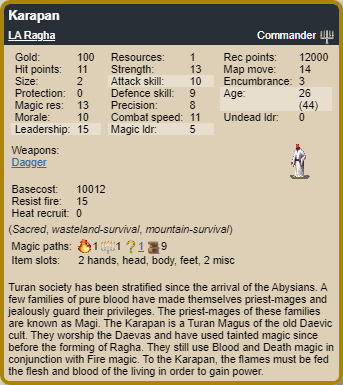 Karapan
LA Ragha Commander
Gold: 100 Resources: 1 Rec points: 12000
Hit points: 11 Strength: 13 Map move: 14
Size: 2 Attack skill: 10 Encumbrance: 3
Protection: 0 Defence skill: 9 Age: 26
Magic res: 13 Precision: 8 (44)
Morale: 10 Combat speed: 11 Undead ldr: 0
Leadership: 15 Magic ldr: 5
Weapons:
Dagger
Basecost: 10012
Resist fire: 15
Heat recruit: 0
(Sacred, wasteland-survival, mountain-survival)
Magic paths: 1 1 ? 1 9
Item slots: 2 hands, head, body, feet, 2 misc
Turan society has been stratified since the arrival of the Abysians. A
few families of pure blood have made themselves priest-mages and
jealously guard their privileges. The priest-mages of these families
are known as Magi. The Karapan is a Turan Magus of the old Daevic
cult. They worship the Daevas and have used tainted magic since
before the forming of Ragha. They still use Blood and Death magic in
conjunction with Fire magic. To the Karapan, the flames must be fed
the flesh and blood of the living in order to gain power.